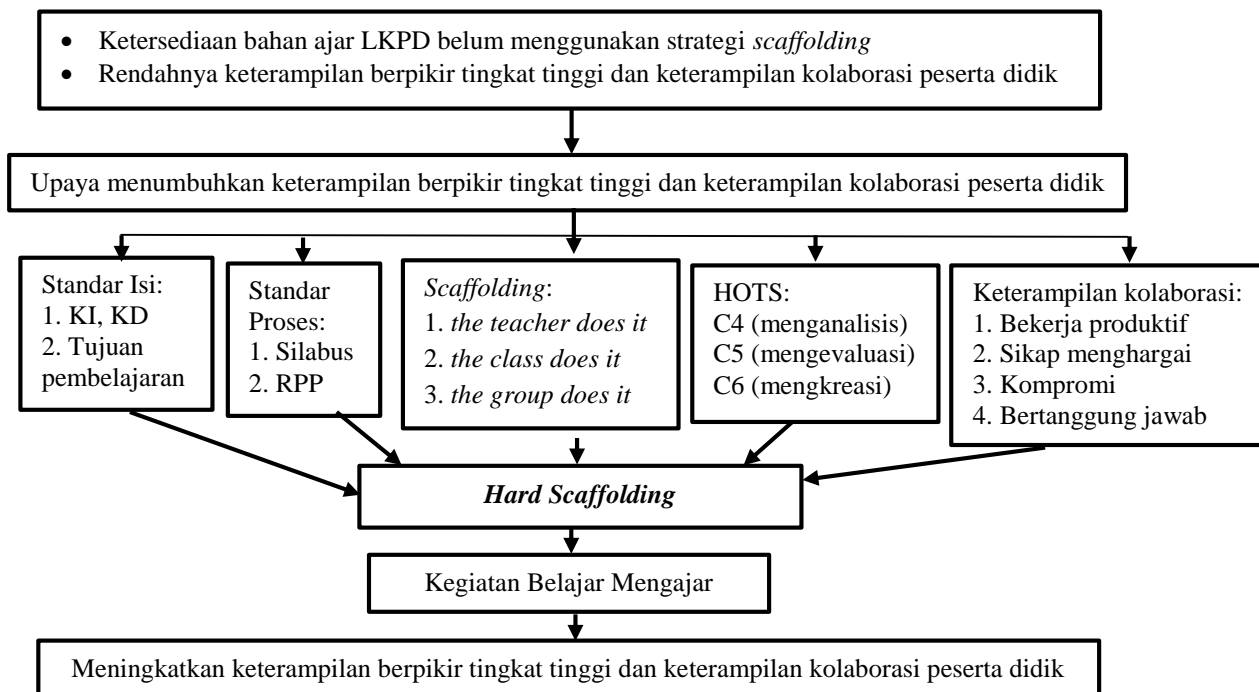 • Ketersediaan bahan ajar LKPD belum menggunakan strategi scaffolding
• Rendahnya keterampilan berpikir tingkat tinggi dan keterampilan kolaborasi peserta didik
Upaya menumbuhkan keterampilan berpikir tingkat tinggi dan keterampilan kolaborasi peserta didik
Standar Isi:
1. KI, KD
2. Tujuan
pembelajaran
Standar
Proses:
1. Silabus
2. RPP
Scaffolding:
1. the teacher does it
2. the class does it
3. the group does it
HOTS:
C4 (menganalisis)
C5 (mengevaluasi)
C6 (mengkreasi)
Keterampilan kolaborasi:
1. Bekerja produktif
2. Sikap menghargai
3. Kompromi
4. Bertanggung jawab
Hard Scaffolding
Kegiatan Belajar Mengajar
Meningkatkan keterampilan berpikir tingkat tinggi dan keterampilan kolaborasi peserta didik